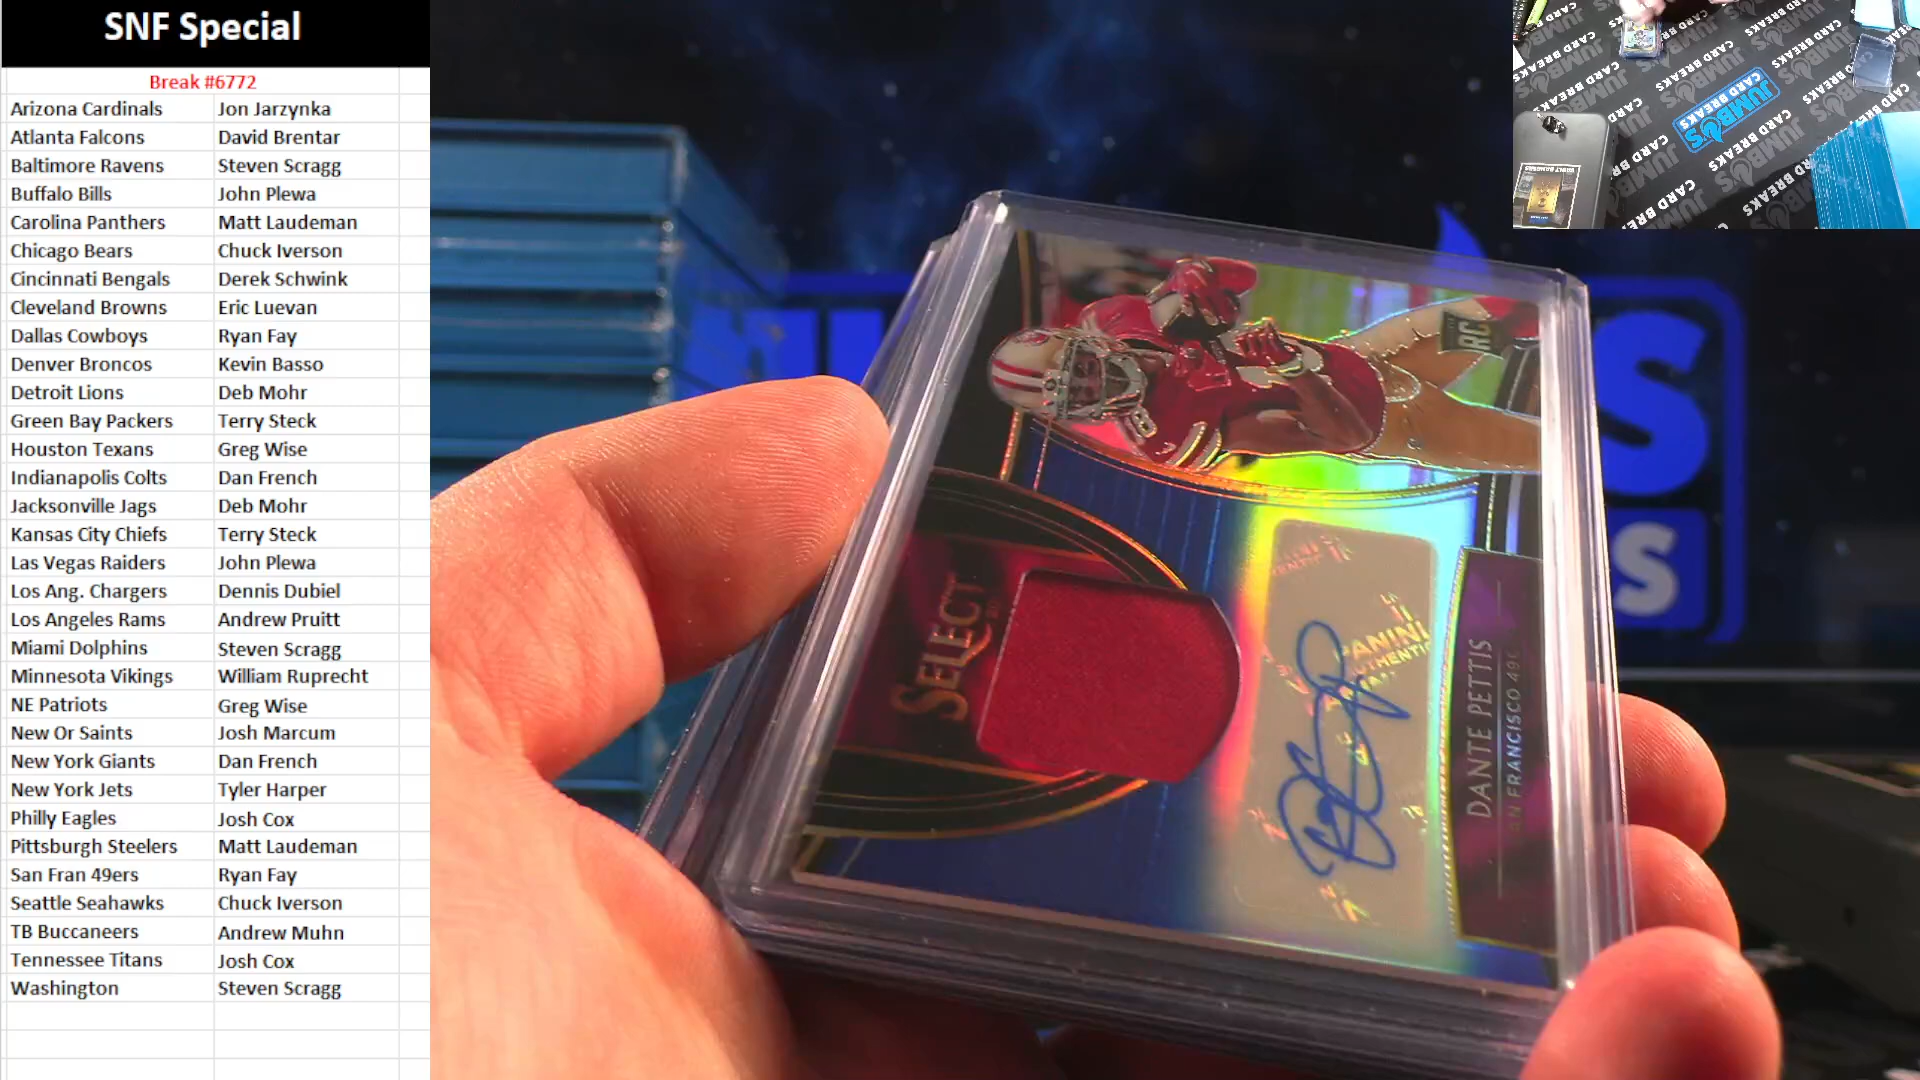 SNF Special
Break #6772
Arizona Cardinals Jon Jarzynka
Atlanta Falcons David Brentar
Baltimore Ravens Steven Scragg
Buffalo Bills John Plewa
Carolina Panthers Matt Laudeman
Chicago Bears Chuck Iverson
Cincinnati Bengals Derek Schwink
Cleveland Browns Eric Luevan
Dallas Cowboys Ryan Fay
Denver Broncos Kevin Basso
Detroit Lions Deb Mohr
Green Bay Packers Terry Steck
Houston Texans Greg Wise
Indianapolis Colts Dan French
Jacksonville Jags Deb Mohr
Kansas City Chiefs Terry Steck
Las Vegas Raiders John Plewa
Los Ang. Chargers Dennis Dubiel
Los Angeles Rams Andrew Pruitt
Miami Dolphins Steven Scragg
Minnesota Vikings William Ruprecht
NE Patriots Greg Wise
New Or Saints Josh Marcum
New York Giants Dan French
New York Jets Tyler Harper
Philly Eagles Josh Cox
Pittsburgh Steelers Matt Laudeman
San Fran 49ers Ryan Fay
Seattle Seahawks Chuck Iverson
TB Buccaneers Andrew Muhn
Tennessee Titans Josh Cox
Washington Steven Scragg
RC
SELECT
PANINI
DANTE PETTIS
FRANCISCO
JUMBO'S
CARD BREAKS